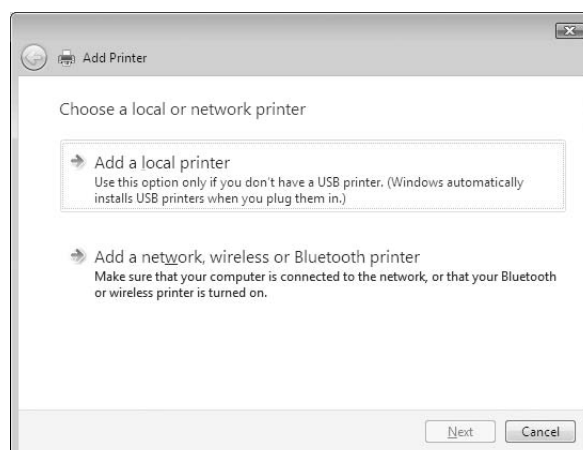 Add Printer
Choose a local or network printer
Add a local printer
Use this option only if you don't have a USB printer. (Windows automatically
installs USB printers when you plug them in.)
Add a network, wireless or Bluetooth printer
Make sure that your computer is connected to the network, or that your Bluetooth
or wireless printer is turned on.
Next Cancel